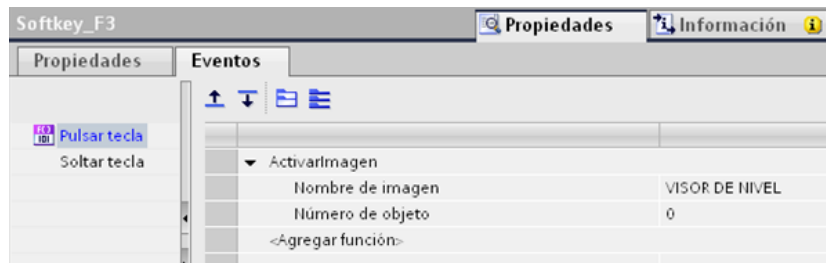 Softkey_F3
Propiedades
Información
Propiedades
Eventos
Pulsar tecla
Soltar tecla
ActivarImagen
Nombre de imagen VISOR DE NIVEL
Número de objeto 0
<Agregar función>